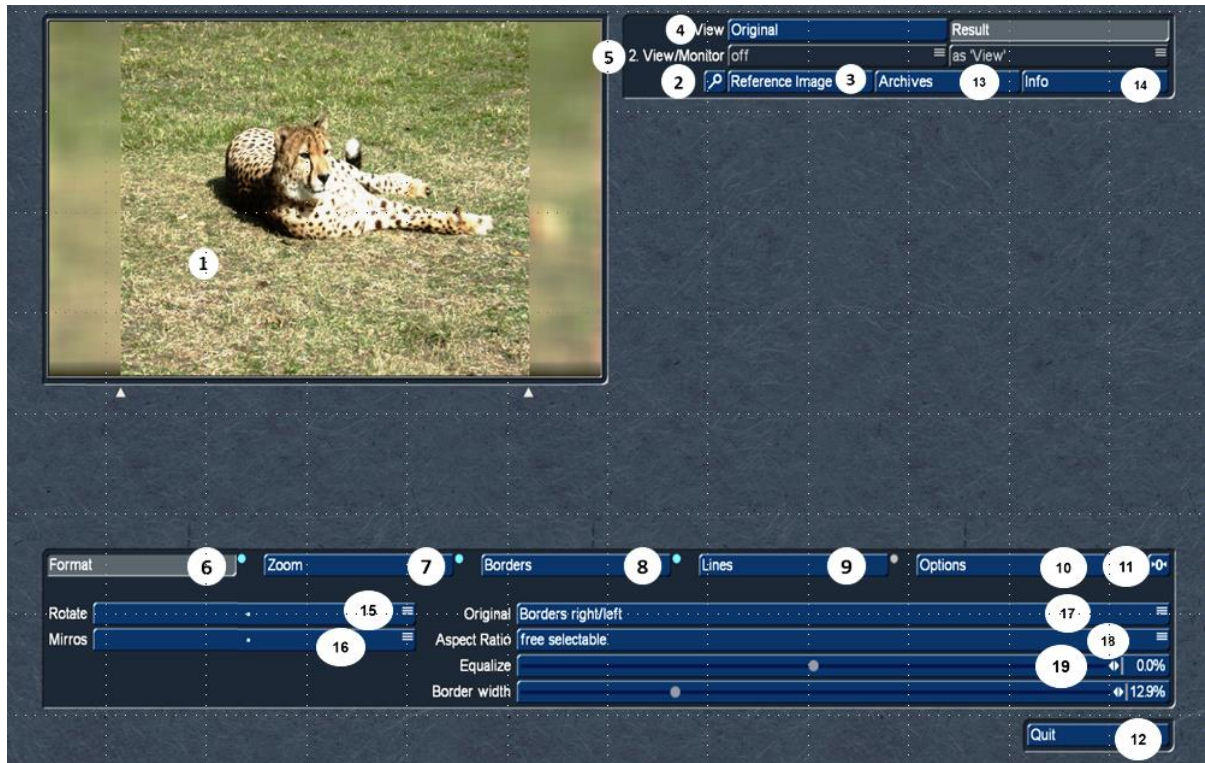 4 View Original Result
5 2. View/Monitor off as 'View'
2 Reference Image 3 Archives 13 Info 14
1
Format 6 Zoom 7 Borders 8 Lines 9 Options 10 11 0
Rotate 15 Original Borders right/left 17
Mirros 16 Aspect Ratio free selectable 18
Equalize 19 0.0%
Border width 12.9%
Quit 12